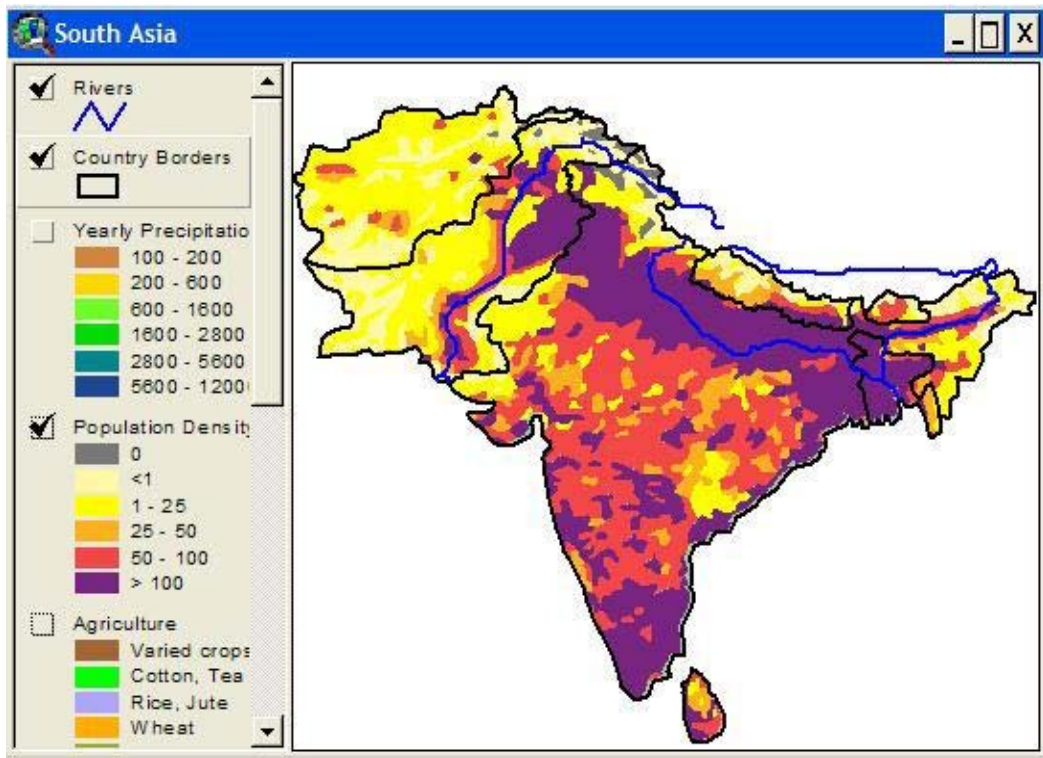 South Asia
Rivers
Country Borders
Yearly Precipitatio
100 - 200
200 - 600
600 - 1600
1600 - 2800
2800 - 5600
5600 - 1200
Population Density
0
<1
1 - 25
25 - 50
50 - 100
> 100
Agriculture
Varied crops
Cotton, Tea
Rice, Jute
Wheat